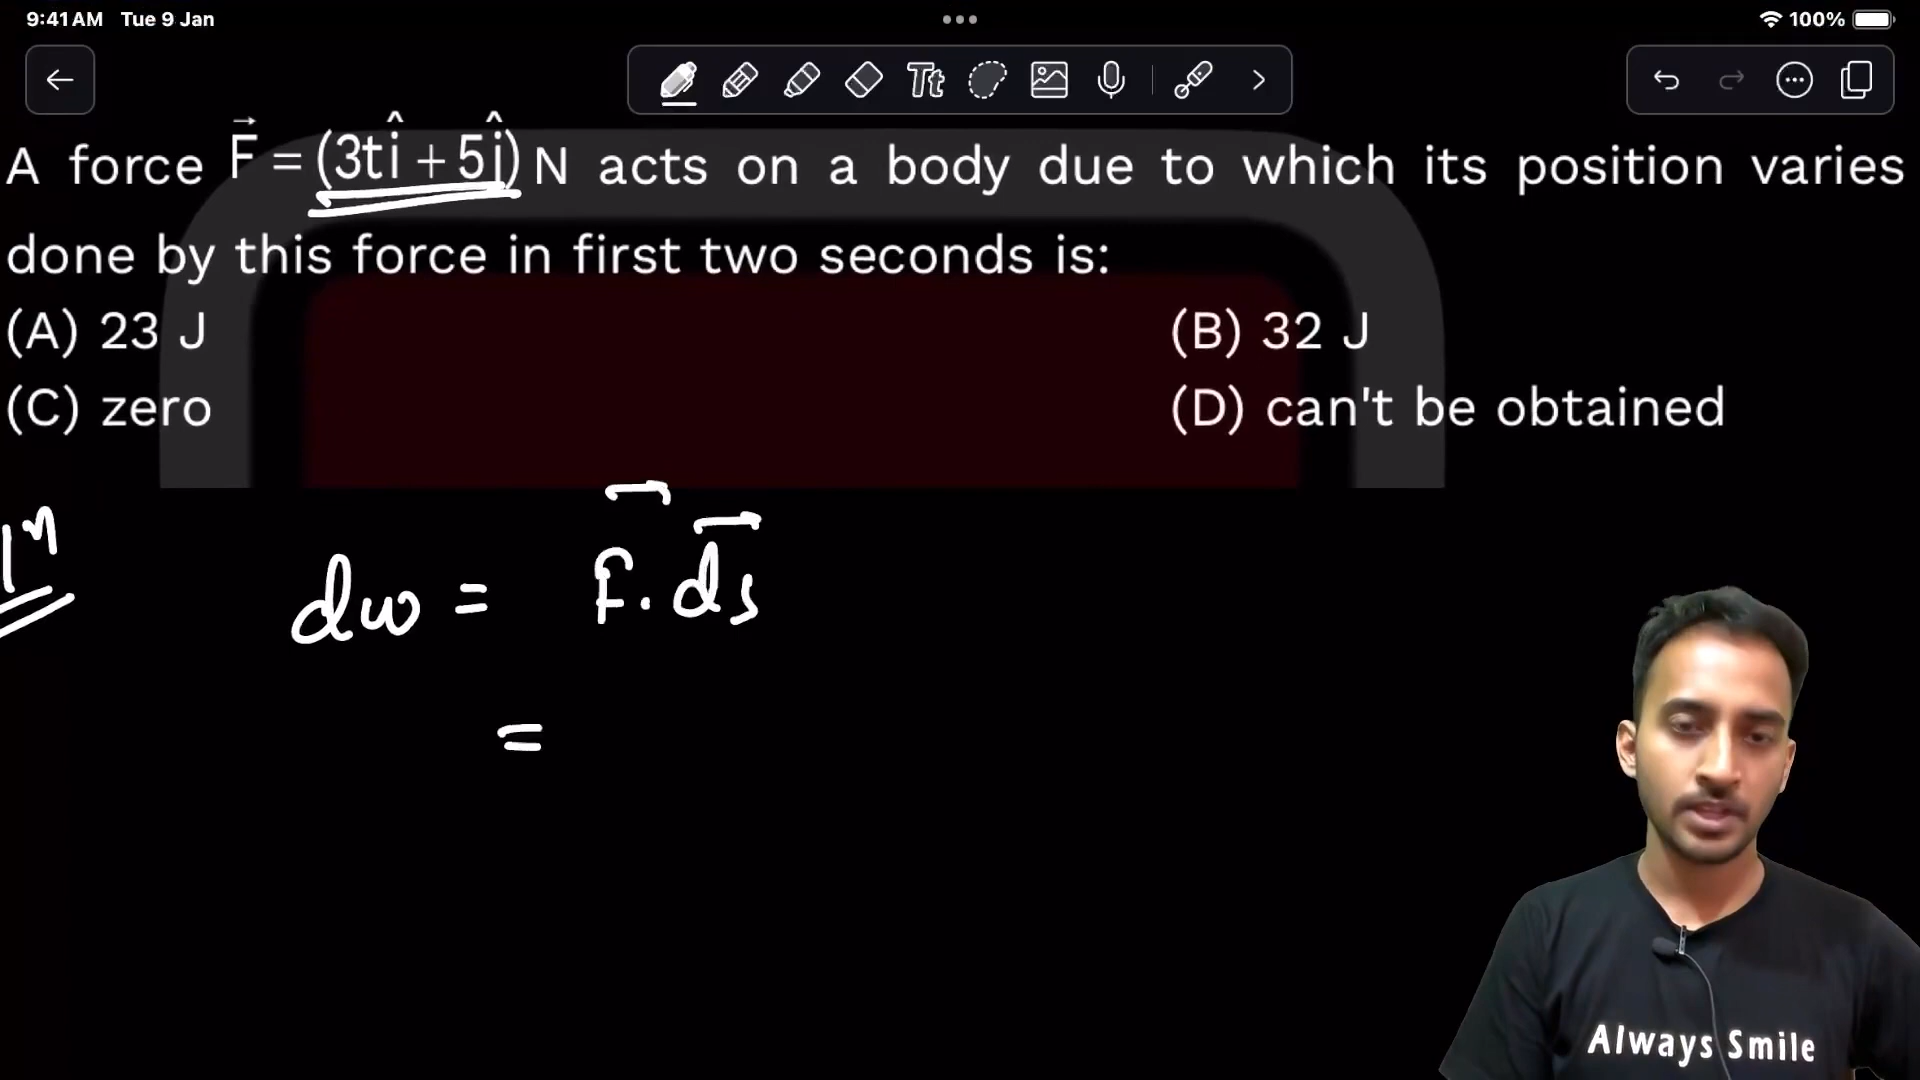 9:41 AM Tue 9 Jan
100%
Tt
A force F⃗ = (3tî + 5ĵ) N acts on a body due to which its position varies
done by this force in first two seconds is:
(A) 23 J (B) 32 J
(C) zero (D) can't be obtained
lⁿ
dw = F⃗ . ds⃗
=
Always Smile